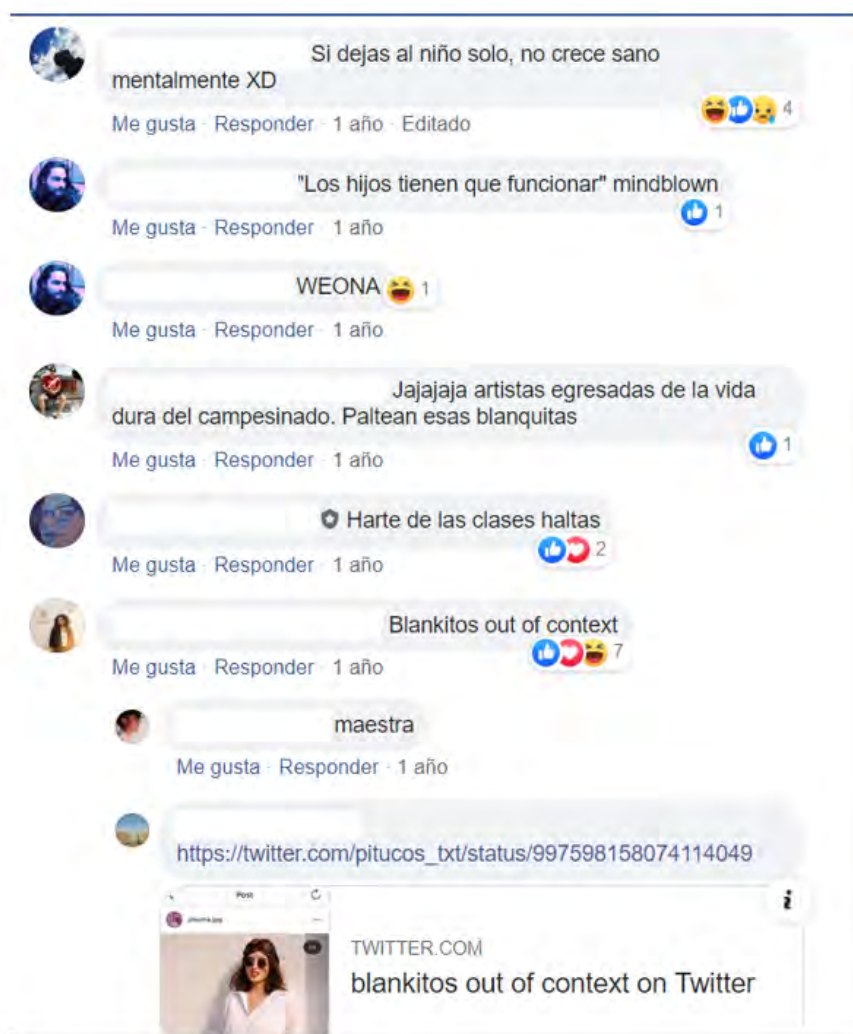 Si dejas al niño solo, no crece sano
mentalmente XD
4
Me gusta · Responder · 1 año · Editado
"Los hijos tienen que funcionar" mindblown
1
Me gusta · Responder · 1 año
WEONA 1
Me gusta · Responder · 1 año
Jajajaja artistas egresadas de la vida
dura del campesinado. Paltean esas blanquitas
1
Me gusta · Responder · 1 año
Harte de las clases haltas
2
Me gusta · Responder · 1 año
Blankitos out of context
7
Me gusta · Responder · 1 año
maestra
Me gusta · Responder · 1 año
https://twitter.com/pitucos_txt/status/997598158074114049
Post
TWITTER.COM
blankitos out of context on Twitter